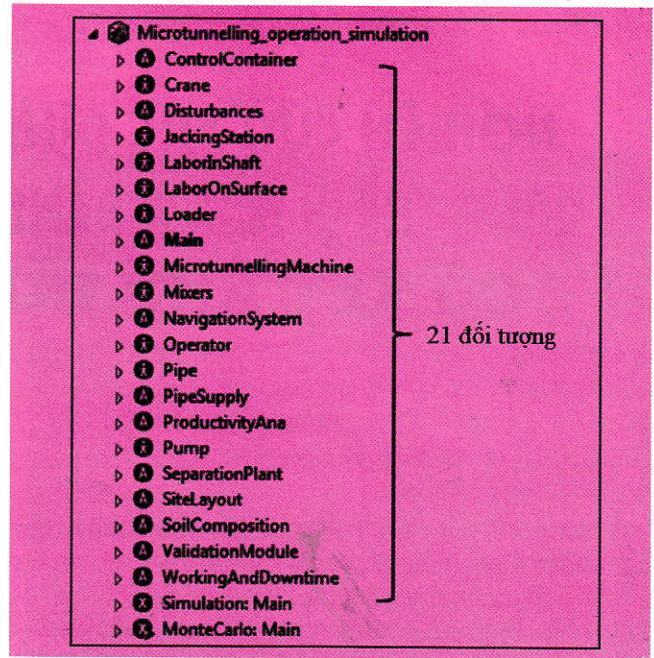 Microtunnelling_operation_simulation
ControlContainer
Crane
Disturbances
JackingStation
LaborInShaft
LaborOnSurface
Loader
Main
MicrotunnellingMachine
Mixers
NavigationSystem
Operator
Pipe
PipeSupply
ProductivityAna
Pump
SeparationPlant
SiteLayout
SoilComposition
ValidationModule
WorkingAndDowntime
Simulation: Main
MonteCarlo: Main
21 đối tượng